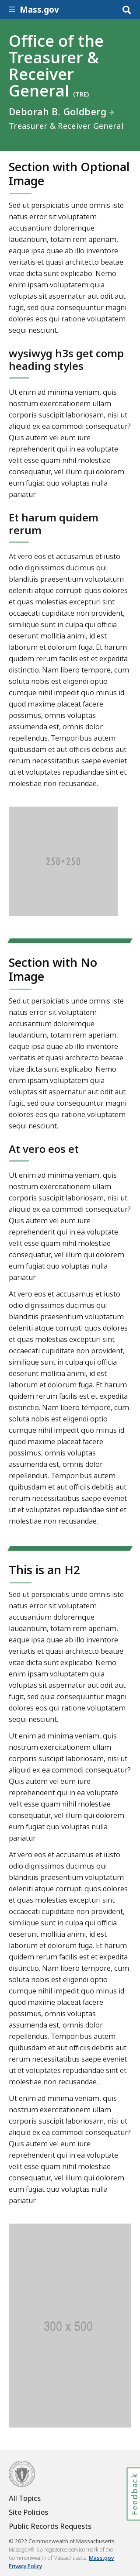 Mass.gov
Office of the
Treasurer &
Receiver
General (TRE)
Deborah B. Goldberg
Treasurer & Receiver General
Section with Optional
Image
Sed ut perspiciatis unde omnis iste
natus error sit voluptatem
accusantium doloremque
laudantium, totam rem aperiam,
eaque ipsa quae ab illo inventore
veritatis et quasi architecto beatae
vitae dicta sunt explicabo. Nemo
enim ipsam voluptatem quia
voluptas sit aspernatur aut odit aut
fugit, sed quia consequuntur magni
dolores eos qui ratione voluptatem
sequi nesciunt.
wysiwyg h3s get comp
heading styles
Ut enim ad minima veniam, quis
nostrum exercitationem ullam
corporis suscipit laboriosam, nisi ut
aliquid ex ea commodi consequatur?
Quis autem vel eum iure
reprehenderit qui in ea voluptate
velit esse quam nihil molestiae
consequatur, vel illum qui dolorem
eum fugiat quo voluptas nulla
pariatur
Et harum quidem
rerum
At vero eos et accusamus et iusto
odio dignissimos ducimus qui
blanditiis praesentium voluptatum
deleniti atque corrupti quos dolores
et quas molestias excepturi sint
occaecati cupiditate non provident,
similique sunt in culpa qui officia
deserunt mollitia animi, id est
laborum et dolorum fuga. Et harum
quidem rerum facilis est et expedita
distinctio. Nam libero tempore, cum
soluta nobis est eligendi optio
cumque nihil impedit quo minus id
quod maxime placeat facere
possimus, omnis voluptas
assumenda est, omnis dolor
repellendus. Temporibus autem
quibusdam et aut officiis debitis aut
rerum necessitatibus saepe eveniet
ut et voluptates repudiandae sint et
molestiae non recusandae.
250×250
Section with No
Image
Sed ut perspiciatis unde omnis iste
natus error sit voluptatem
accusantium doloremque
laudantium, totam rem aperiam,
eaque ipsa quae ab illo inventore
veritatis et quasi architecto beatae
vitae dicta sunt explicabo. Nemo
enim ipsam voluptatem quia
voluptas sit aspernatur aut odit aut
fugit, sed quia consequuntur magni
dolores eos qui ratione voluptatem
sequi nesciunt.
At vero eos et
Ut enim ad minima veniam, quis
nostrum exercitationem ullam
corporis suscipit laboriosam, nisi ut
aliquid ex ea commodi consequatur?
Quis autem vel eum iure
reprehenderit qui in ea voluptate
velit esse quam nihil molestiae
consequatur, vel illum qui dolorem
eum fugiat quo voluptas nulla
pariatur
At vero eos et accusamus et iusto
odio dignissimos ducimus qui
blanditiis praesentium voluptatum
deleniti atque corrupti quos dolores
et quas molestias excepturi sint
occaecati cupiditate non provident,
similique sunt in culpa qui officia
deserunt mollitia animi, id est
laborum et dolorum fuga. Et harum
quidem rerum facilis est et expedita
distinctio. Nam libero tempore, cum
soluta nobis est eligendi optio
cumque nihil impedit quo minus id
quod maxime placeat facere
possimus, omnis voluptas
assumenda est, omnis dolor
repellendus. Temporibus autem
quibusdam et aut officiis debitis aut
rerum necessitatibus saepe eveniet
ut et voluptates repudiandae sint et
molestiae non recusandae.
This is an H2
Sed ut perspiciatis unde omnis iste
natus error sit voluptatem
accusantium doloremque
laudantium, totam rem aperiam,
eaque ipsa quae ab illo inventore
veritatis et quasi architecto beatae
vitae dicta sunt explicabo. Nemo
enim ipsam voluptatem quia
voluptas sit aspernatur aut odit aut
fugit, sed quia consequuntur magni
dolores eos qui ratione voluptatem
sequi nesciunt.
Ut enim ad minima veniam, quis
nostrum exercitationem ullam
corporis suscipit laboriosam, nisi ut
aliquid ex ea commodi consequatur?
Quis autem vel eum iure
reprehenderit qui in ea voluptate
velit esse quam nihil molestiae
consequatur, vel illum qui dolorem
eum fugiat quo voluptas nulla
pariatur
At vero eos et accusamus et iusto
odio dignissimos ducimus qui
blanditiis praesentium voluptatum
deleniti atque corrupti quos dolores
et quas molestias excepturi sint
occaecati cupiditate non provident,
similique sunt in culpa qui officia
deserunt mollitia animi, id est
laborum et dolorum fuga. Et harum
quidem rerum facilis est et expedita
distinctio. Nam libero tempore, cum
soluta nobis est eligendi optio
cumque nihil impedit quo minus id
quod maxime placeat facere
possimus, omnis voluptas
assumenda est, omnis dolor
repellendus. Temporibus autem
quibusdam et aut officiis debitis aut
rerum necessitatibus saepe eveniet
ut et voluptates repudiandae sint et
molestiae non recusandae.
Ut enim ad minima veniam, quis
nostrum exercitationem ullam
corporis suscipit laboriosam, nisi ut
aliquid ex ea commodi consequatur?
Quis autem vel eum iure
reprehenderit qui in ea voluptate
velit esse quam nihil molestiae
consequatur, vel illum qui dolorem
eum fugiat quo voluptas nulla
pariatur
300 x 500
Feedback
All Topics
Site Policies
Public Records Requests
© 2022 Commonwealth of Massachusetts.
Mass.gov® is a registered service mark of the
Commonwealth of Massachusetts. Mass.gov
Privacy Policy